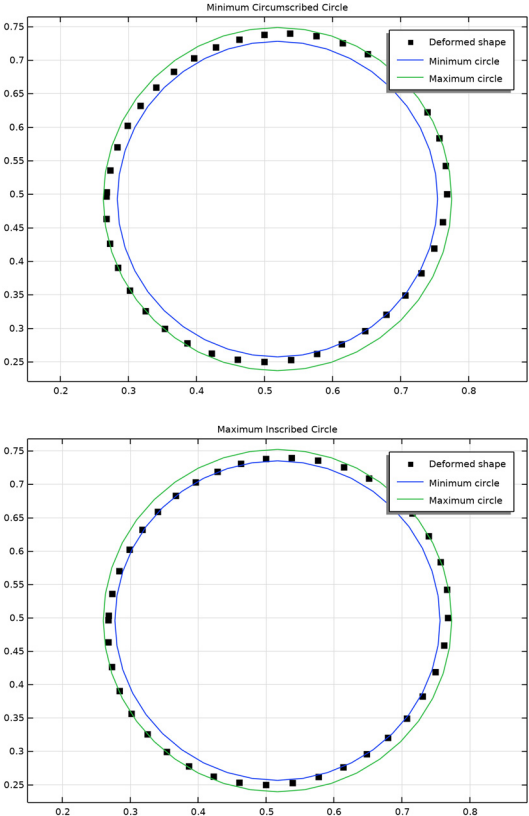 Minimum Circumscribed Circle
0.75
0.7
0.65
0.6
0.55
0.5
0.45
0.4
0.35
0.3
0.25
Deformed shape
Minimum circle
Maximum circle
0.2 0.3 0.4 0.5 0.6 0.7 0.8
Maximum Inscribed Circle
0.75
0.7
0.65
0.6
0.55
0.5
0.45
0.4
0.35
0.3
0.25
Deformed shape
Minimum circle
Maximum circle
0.2 0.3 0.4 0.5 0.6 0.7 0.8